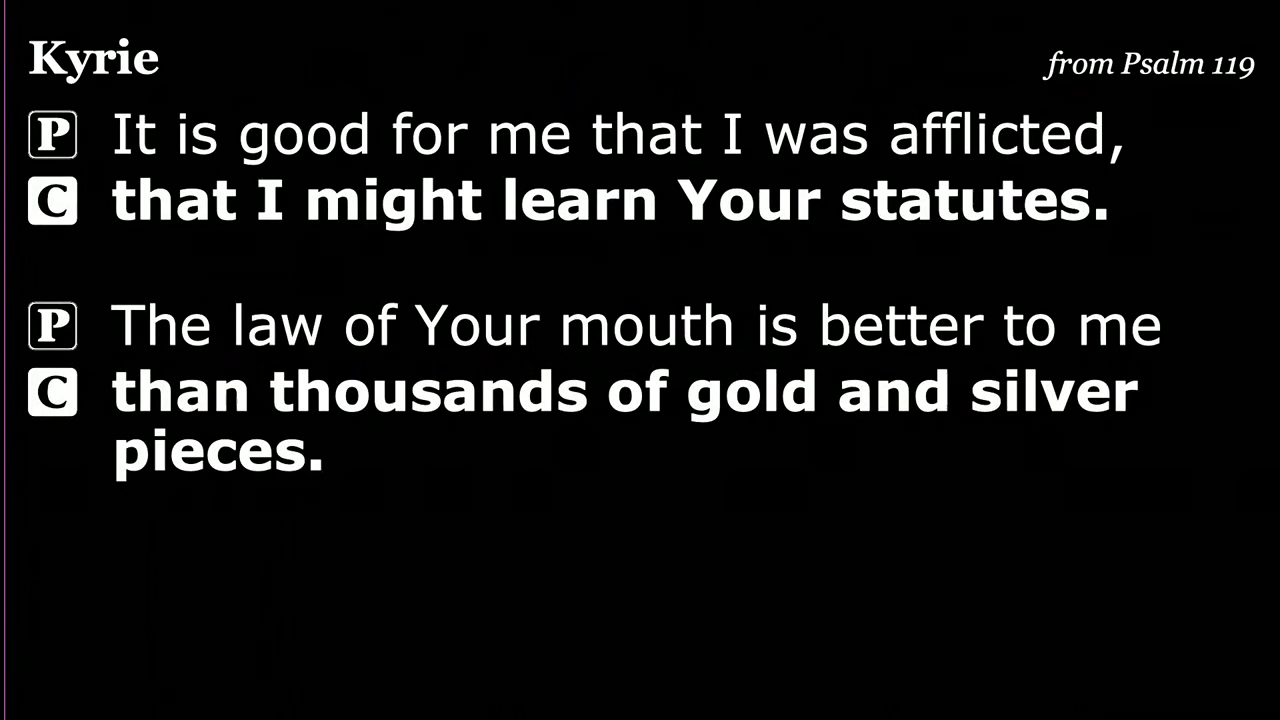 Kyrie from Psalm 119
P It is good for me that I was afflicted,
C that I might learn Your statutes.
P The law of Your mouth is better to me
C than thousands of gold and silver
pieces.